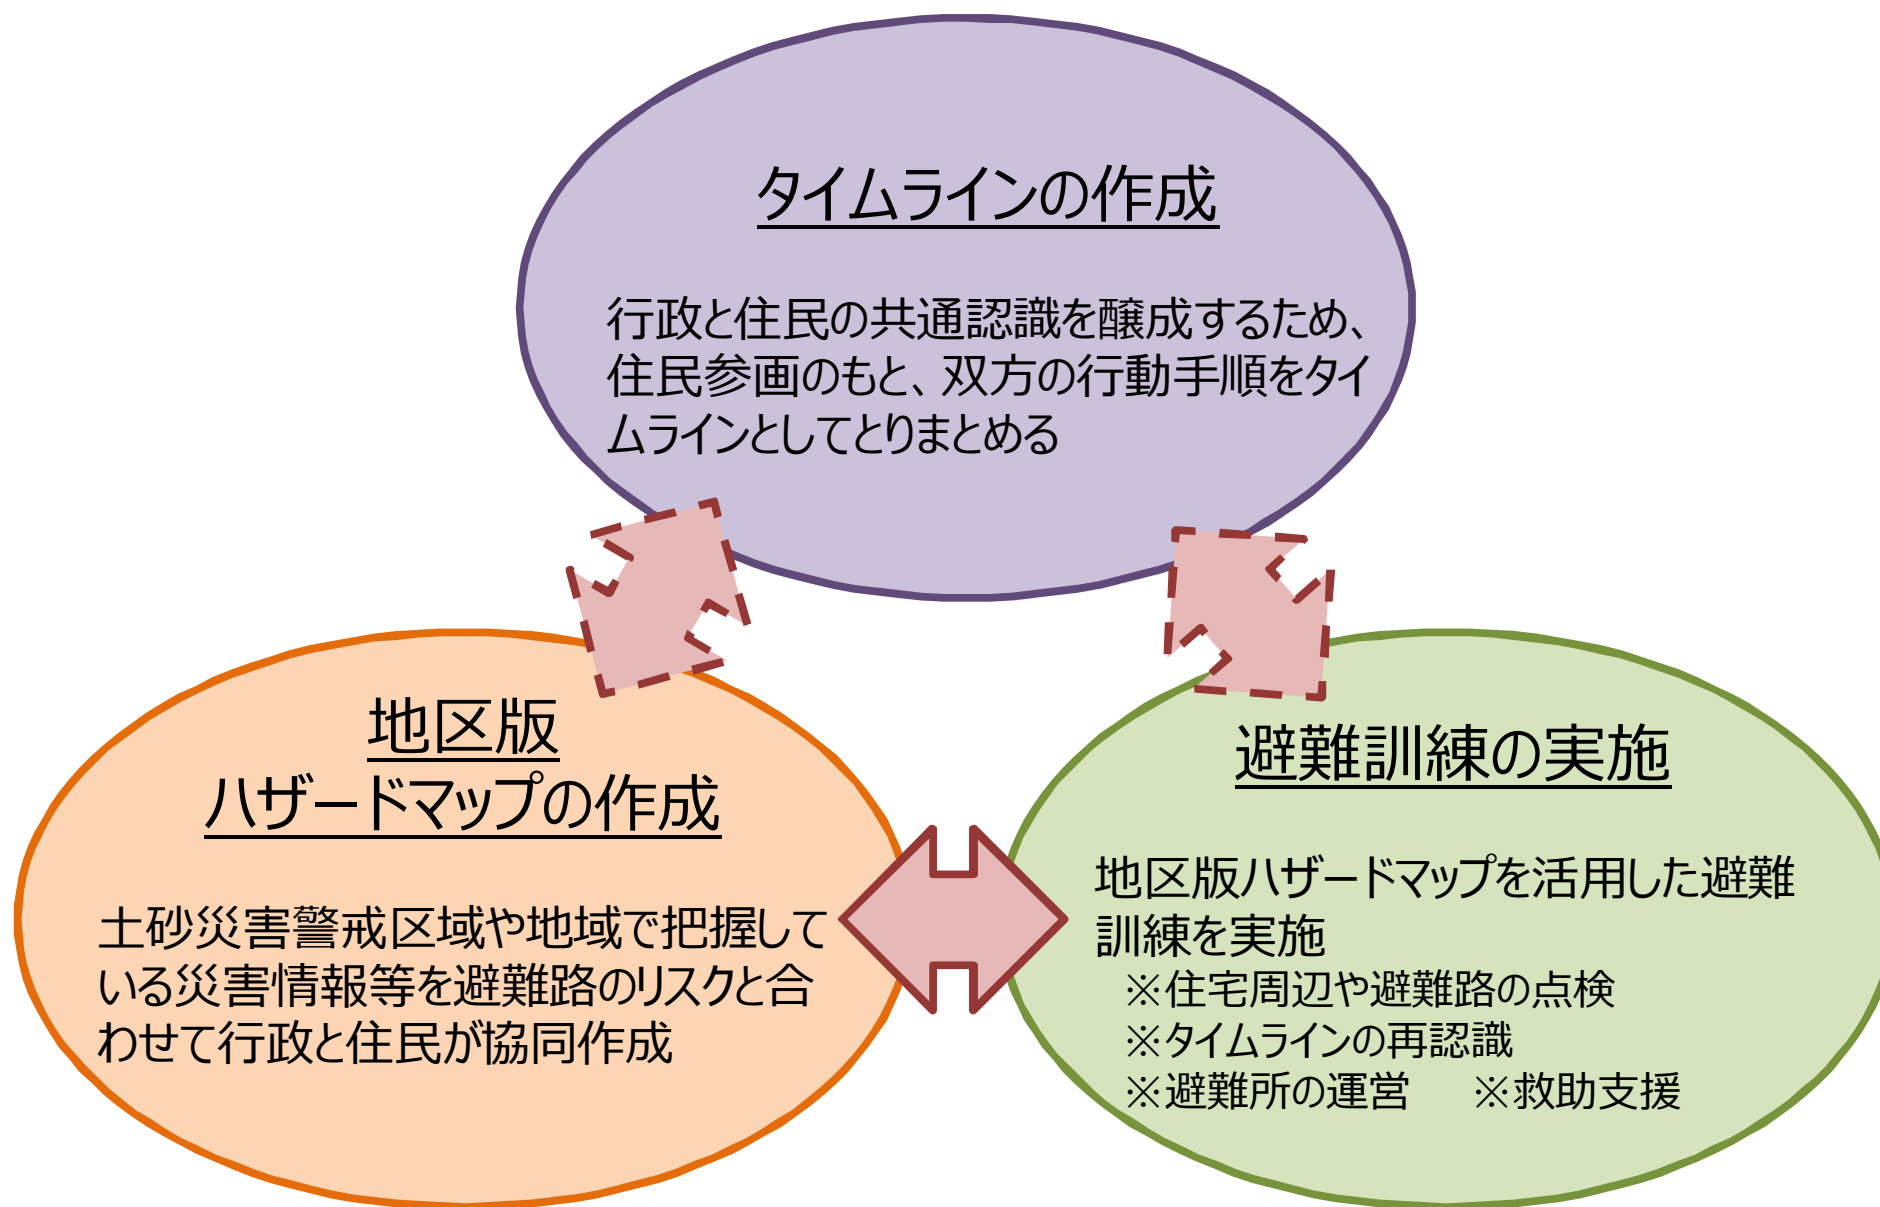 タイムラインの作成
行政と住民の共通認識を醸成するため、
住民参画のもと、双方の行動手順をタイ
ムラインとしてとりまとめる
地区版
ハザードマップの作成
土砂災害警戒区域や地域で把握して
いる災害情報等を避難路のリスクと合
わせて行政と住民が協同作成
避難訓練の実施
地区版ハザードマップを活用した避難
訓練を実施
※住宅周辺や避難路の点検
※タイムラインの再認識
※避難所の運営　※救助支援